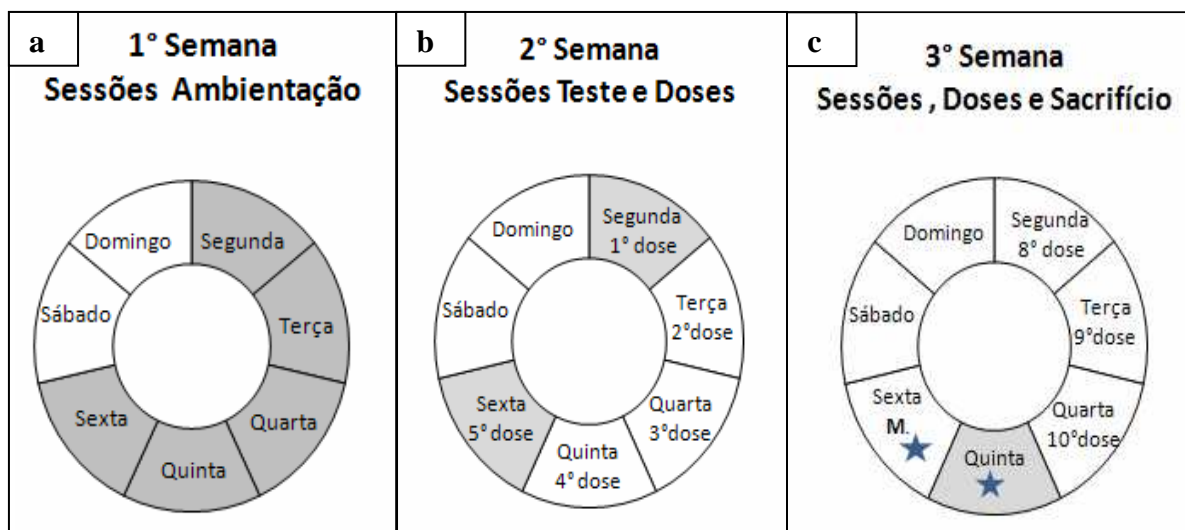 a
1° Semana
Sessões Ambientação
Domingo
Segunda
Terça
Quarta
Quinta
Sexta
Sábado
b
2° Semana
Sessões Teste e Doses
Domingo
Segunda
1° dose
Terça
2°dose
Quarta
3°dose
Quinta
4° dose
Sexta
5° dose
Sábado
c
3° Semana
Sessões , Doses e Sacrifício
Domingo
Segunda
8° dose
Terça
9°dose
Quarta
10°dose
Quinta
Sexta
M.
Sábado